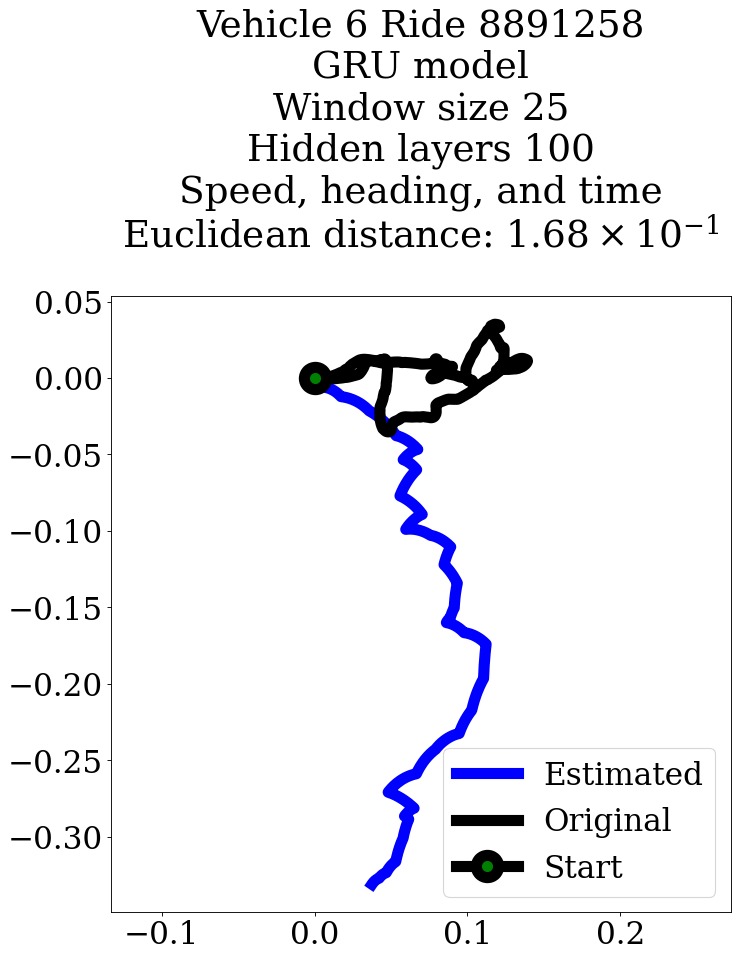 Vehicle 6 Ride 8891258
GRU model
Window size 25
Hidden layers 100
Speed, heading, and time
Euclidean distance: 1.68 × 10⁻¹
0.05
0.00
−0.05
−0.10
−0.15
−0.20
−0.25
−0.30
Estimated
Original
Start
−0.1
0.0
0.1
0.2